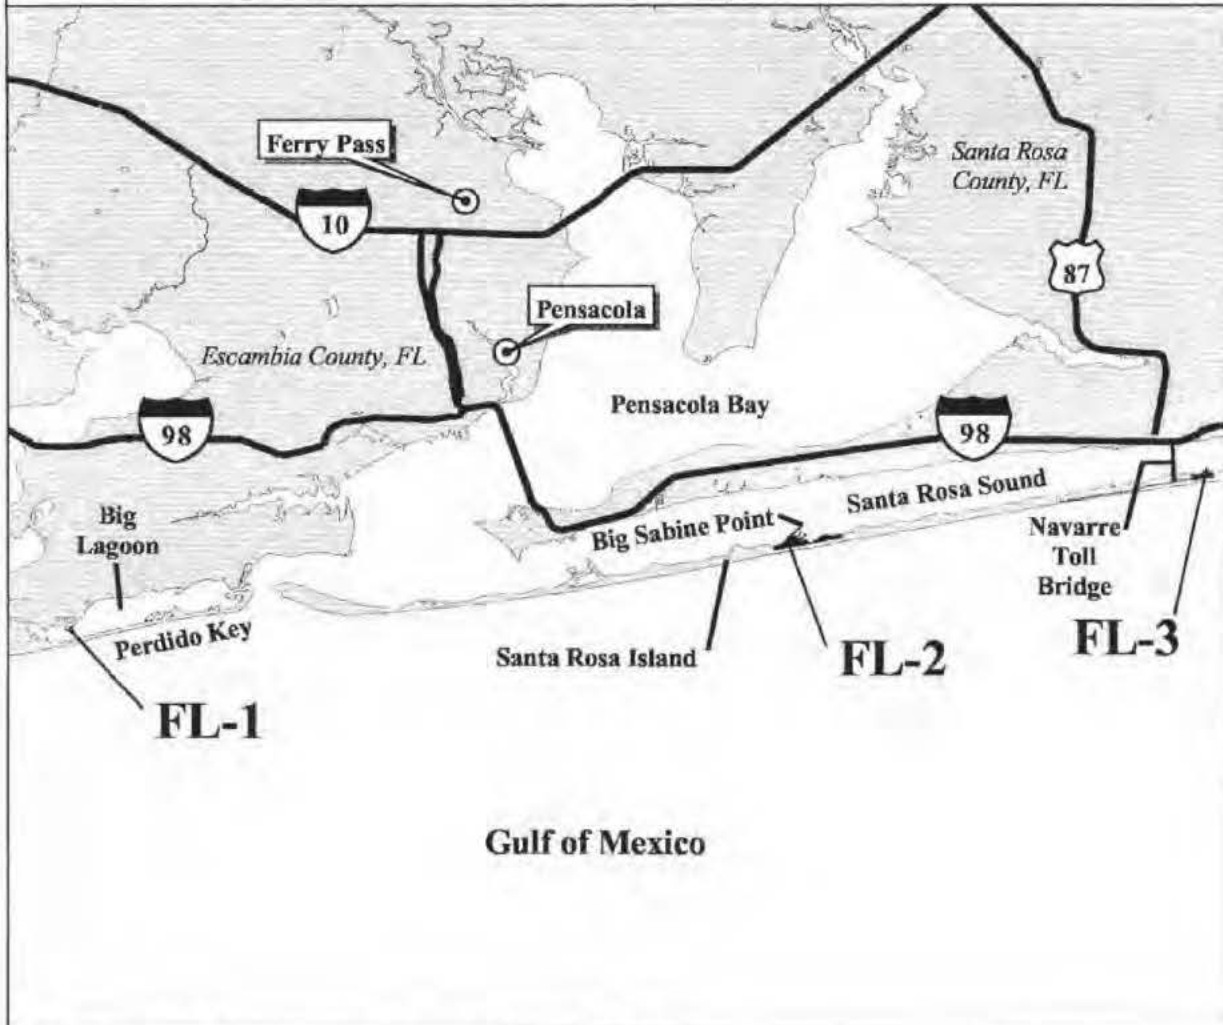 Ferry Pass
Santa Rosa
County, FL
10
87
Pensacola
Escambia County, FL
Pensacola Bay
98
98
Santa Rosa Sound
Big
Lagoon
Big Sabine Point
Navarre
Toll
Bridge
Perdido Key
Santa Rosa Island
FL-2
FL-3
FL-1
Gulf of Mexico